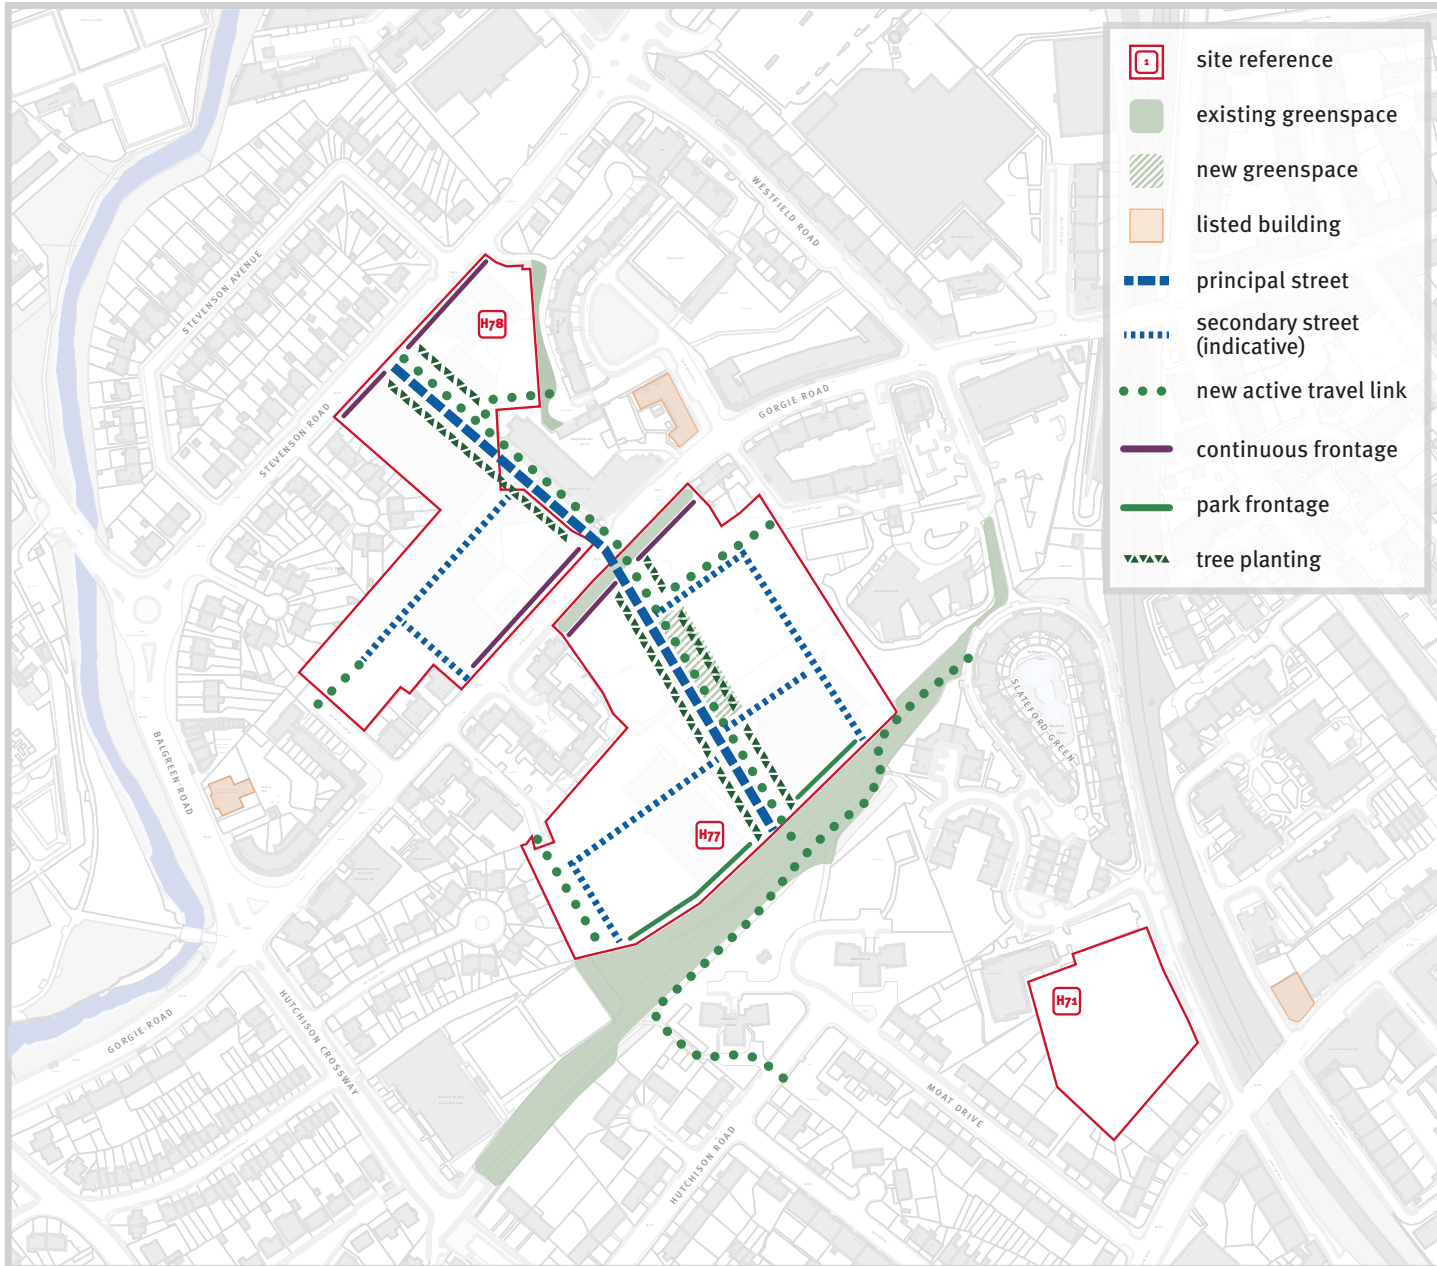 1
site reference
existing greenspace
new greenspace
listed building
principal street
secondary street
(indicative)
new active travel link
continuous frontage
park frontage
tree planting
WESTFIELD ROAD
STEVENSON AVENUE
H78
GORGIE ROAD
STEVENSON ROAD
SLATEFORD GREEN
BALGREEN ROAD
H77
H71
GORGIE ROAD
HUTCHISON CROSSWAY
MOAT DRIVE
HUTCHISON ROAD